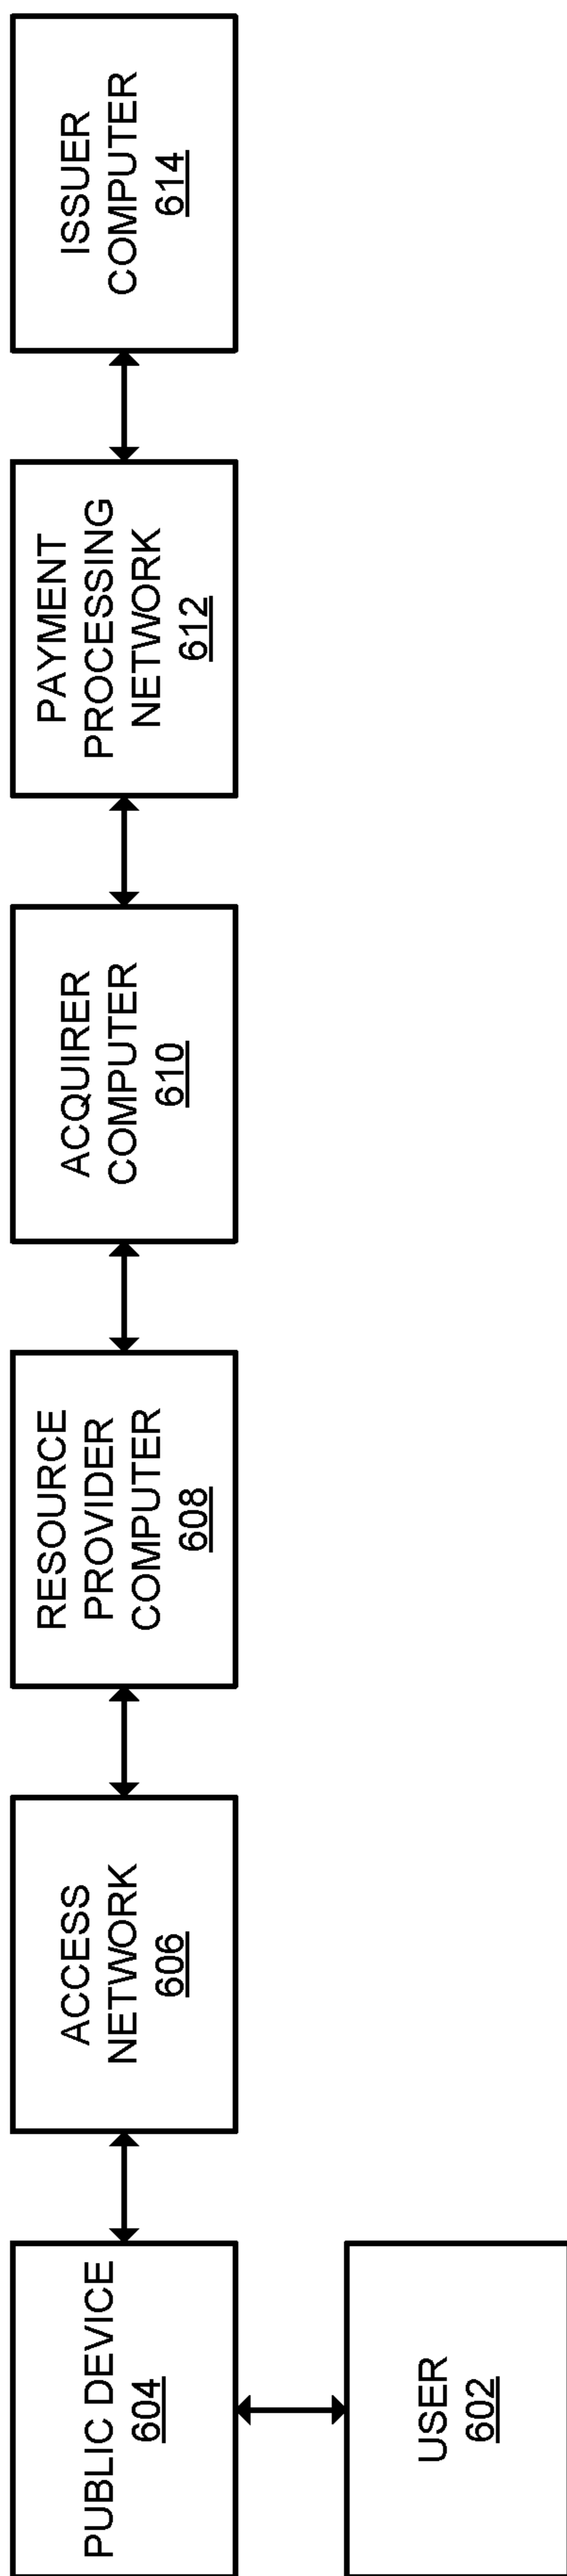 PUBLIC DEVICE
604
USER
602
ACCESS
NETWORK
606
RESOURCE
PROVIDER
COMPUTER
608
ACQUIRER
COMPUTER
610
PAYMENT
PROCESSING
NETWORK
612
ISSUER
COMPUTER
614